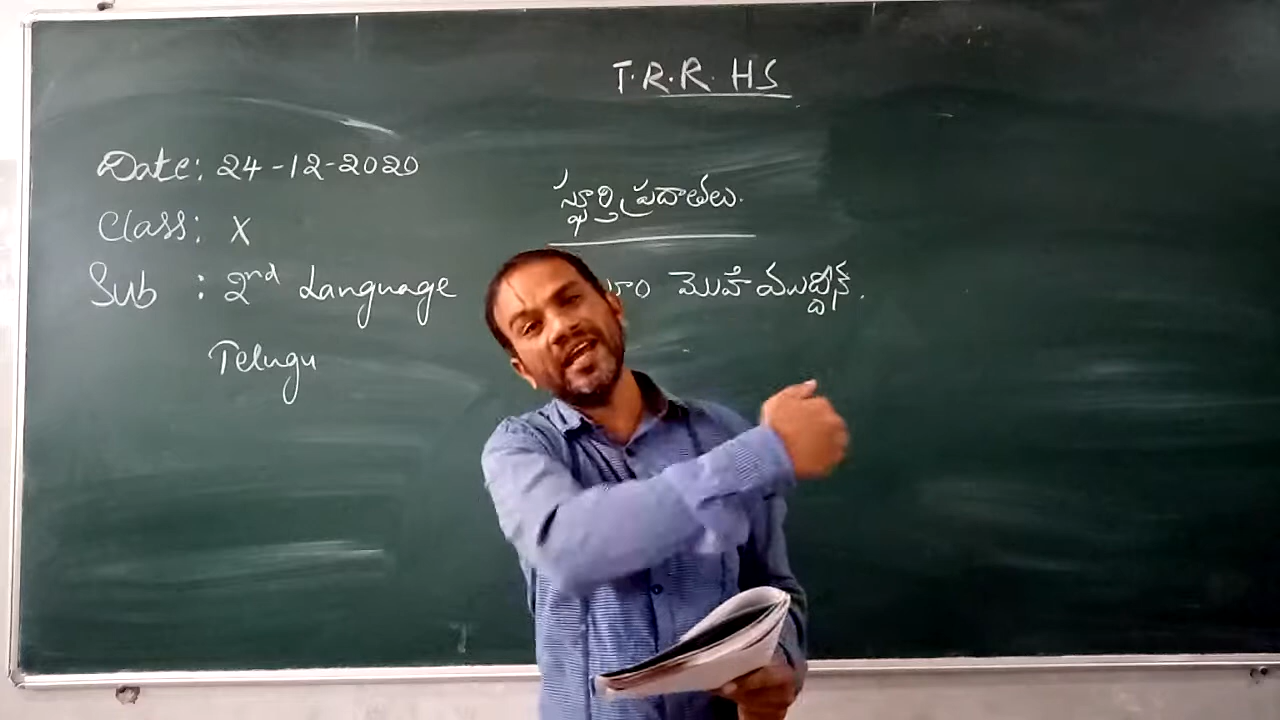 T.R.R. HS
Date: 24-12-2020
Class: X
Sub : 2nd Language
Telugu
స్ఫూర్తి ప్రదాతలు.
మొహియుద్దీన్.